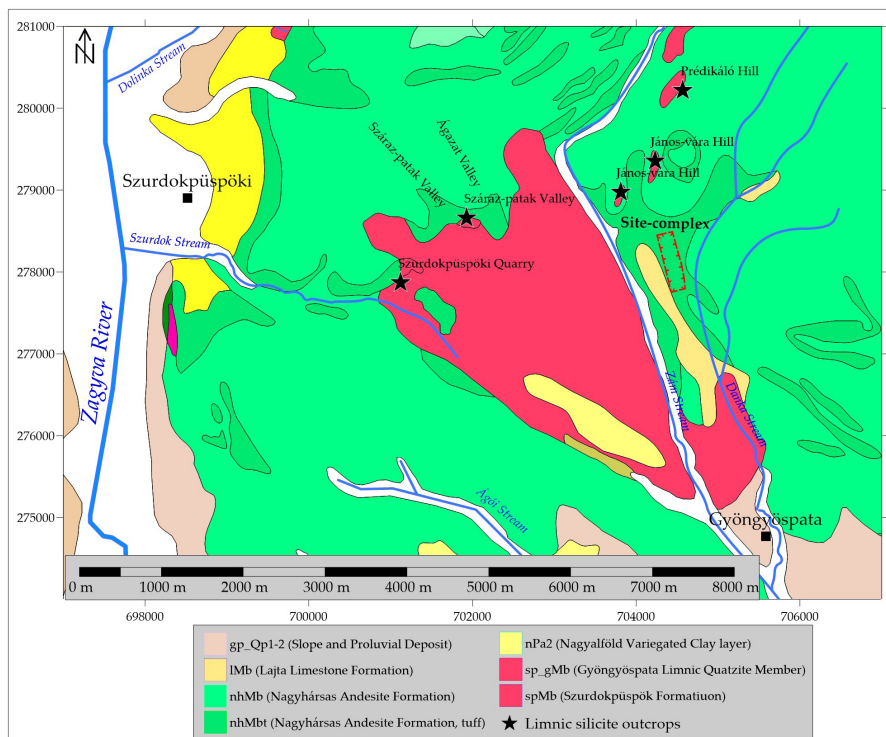 281000
280000
279000
278000
277000
276000
275000
N
Dolinka Stream
Prédikáló Hill
János-vára Hill
János-vára Hill
Ágazat Valley
Száraz-patak Valley
Száraz-patak Valley
Szurdokpüspöki
Site-complex
Szurdok Stream
Szurdokpüspöki Quarry
Zagyva River
Zám Stream
Danka Stream
Ágói Stream
Gyöngyöspata
0 m 1000 m 2000 m 3000 m 4000 m 5000 m 6000 m 7000 m 8000 m
698000 700000 702000 704000 706000
gp_Qp1-2 (Slope and Proluvial Deposit)
lMb (Lajta Limestone Formation)
nhMb (Nagyhársas Andesite Formation)
nhMbt (Nagyhársas Andesite Formation, tuff)
nPa2 (Nagyalföld Variegated Clay layer)
sp_gMb (Gyöngyöspata Limnic Quatzite Member)
spMb (Szurdokpüspök Formatiuon)
Limnic silicite outcrops